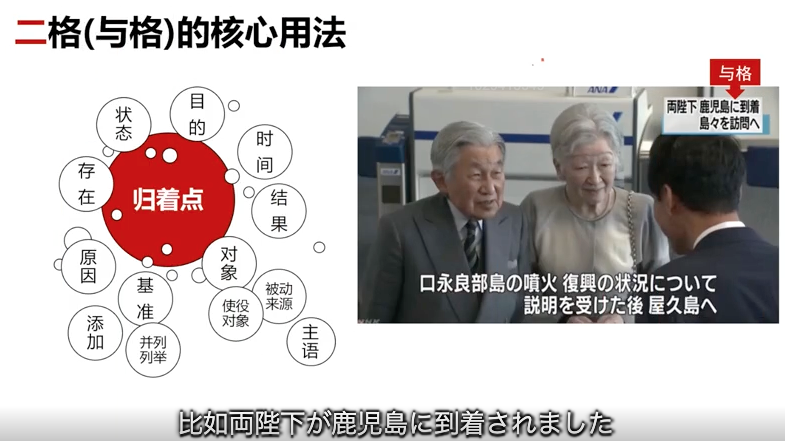 二格(与格)的核心用法
状态
目的
时间
存在
归着点
结果
原因
对象
基准
被动来源
使役对象
添加
并列列举
主语
与格
両陛下 鹿児島に到着
島々を訪問へ
ANA
口永良部島の噴火 復興の状況について
説明を受けた後 屋久島へ
NHK
比如両陛下が鹿児島に到着されました